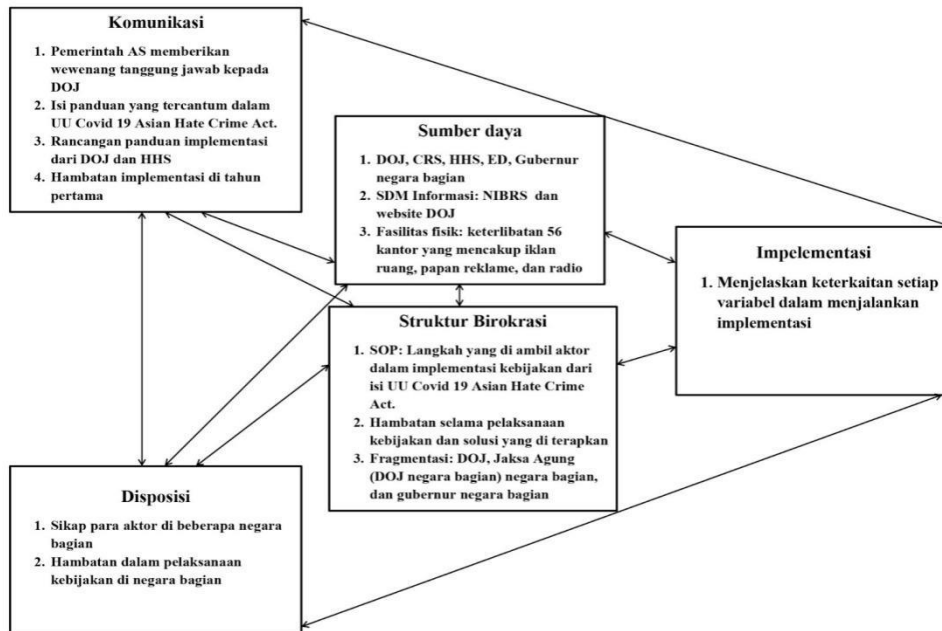 Komunikasi
1. Pemerintah AS memberikan
wewenang tanggung jawab kepada
DOJ
2. Isi panduan yang tercantum dalam
UU Covid 19 Asian Hate Crime Act.
3. Rancangan panduan implementasi
dari DOJ dan HHS
4. Hambatan implementasi di tahun
pertama
Sumber daya
1. DOJ, CRS, HHS, ED, Gubernur
negara bagian
2. SDM Informasi: NIBRS dan
website DOJ
3. Fasilitas fisik: keterlibatan 56
kantor yang mencakup iklan
ruang, papan reklame, dan radio
Impelementasi
1. Menjelaskan keterkaitan setiap
variabel dalam menjalankan
implementasi
Struktur Birokrasi
1. SOP: Langkah yang di ambil aktor
dalam implementasi kebijakan dari
isi UU Covid 19 Asian Hate Crime
Act.
2. Hambatan selama pelaksanaan
kebijakan dan solusi yang di terapkan
3. Fragmentasi: DOJ, Jaksa Agung
(DOJ negara bagian) negara bagian,
dan gubernur negara bagian
Disposisi
1. Sikap para aktor di beberapa negara
bagian
2. Hambatan dalam pelaksanaan
kebijakan di negara bagian